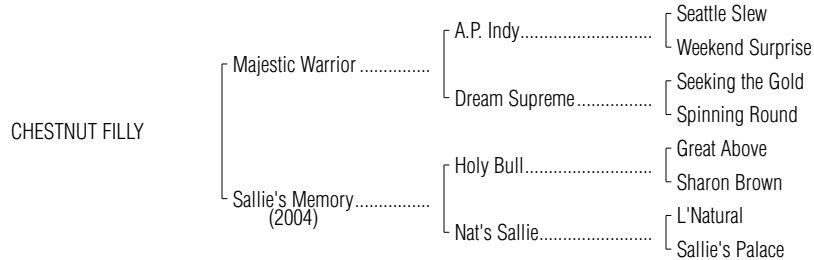 Seattle Slew
A.P. Indy..............................
Weekend Surprise
Majestic Warrior ................
Seeking the Gold
Dream Supreme.................
Spinning Round
CHESTNUT FILLY
Great Above
Holy Bull.............................
Sharon Brown
Sallie's Memory.................
(2004)
L'Natural
Nat's Sallie..........................
Sallie's Palace